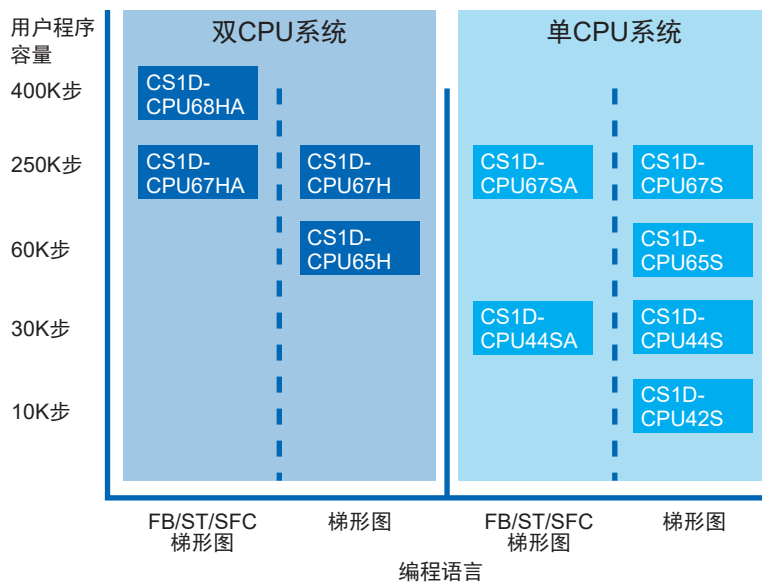 用户程序
容量
双CPU系统
单CPU系统
400K步
CS1D-
CPU68HA
250K步
CS1D-
CPU67HA
CS1D-
CPU67H
CS1D-
CPU67SA
CS1D-
CPU67S
60K步
CS1D-
CPU65H
CS1D-
CPU65S
30K步
CS1D-
CPU44SA
CS1D-
CPU44S
10K步
CS1D-
CPU42S
FB/ST/SFC
梯形图
梯形图
FB/ST/SFC
梯形图
梯形图
编程语言